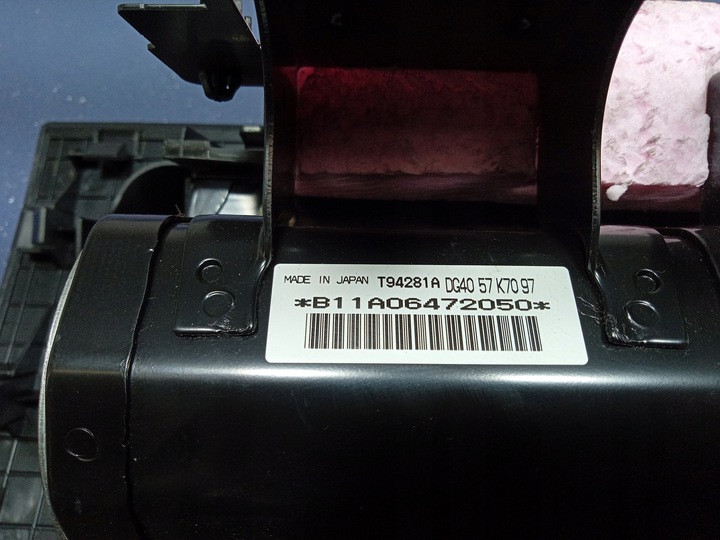 MADE IN JAPAN T94281A DG40 57 K70 97
*B11A06472050*